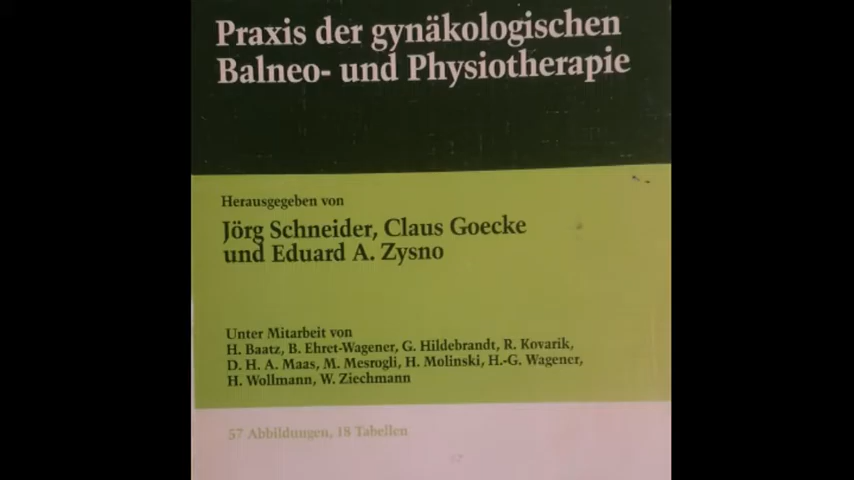 Praxis der gynäkologischen
Balneo- und Physiotherapie
Herausgegeben von
Jörg Schneider, Claus Goecke
und Eduard A. Zysno
Unter Mitarbeit von
H. Baatz, B. Ehret-Wagener, G. Hildebrandt, R. Kovarik,
D. H. A. Maas, M. Mesrogli, H. Molinski, H.-G. Wagener,
H. Wollmann, W. Ziechmann
57 Abbildungen, 18 Tabellen